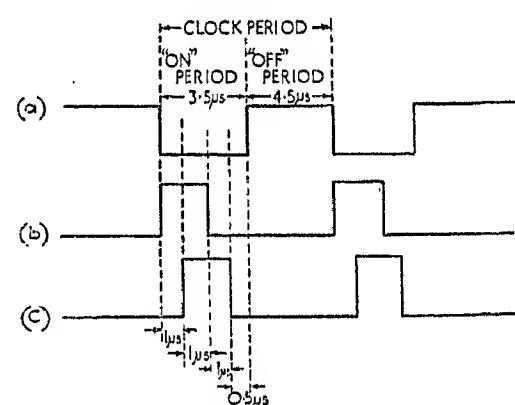 CLOCK PERIOD
"ON" PERIOD
"OFF" PERIOD
3·5μs
4·5μs
(a)
(b)
(c)
1μs
1μs
1μs
0.5μs